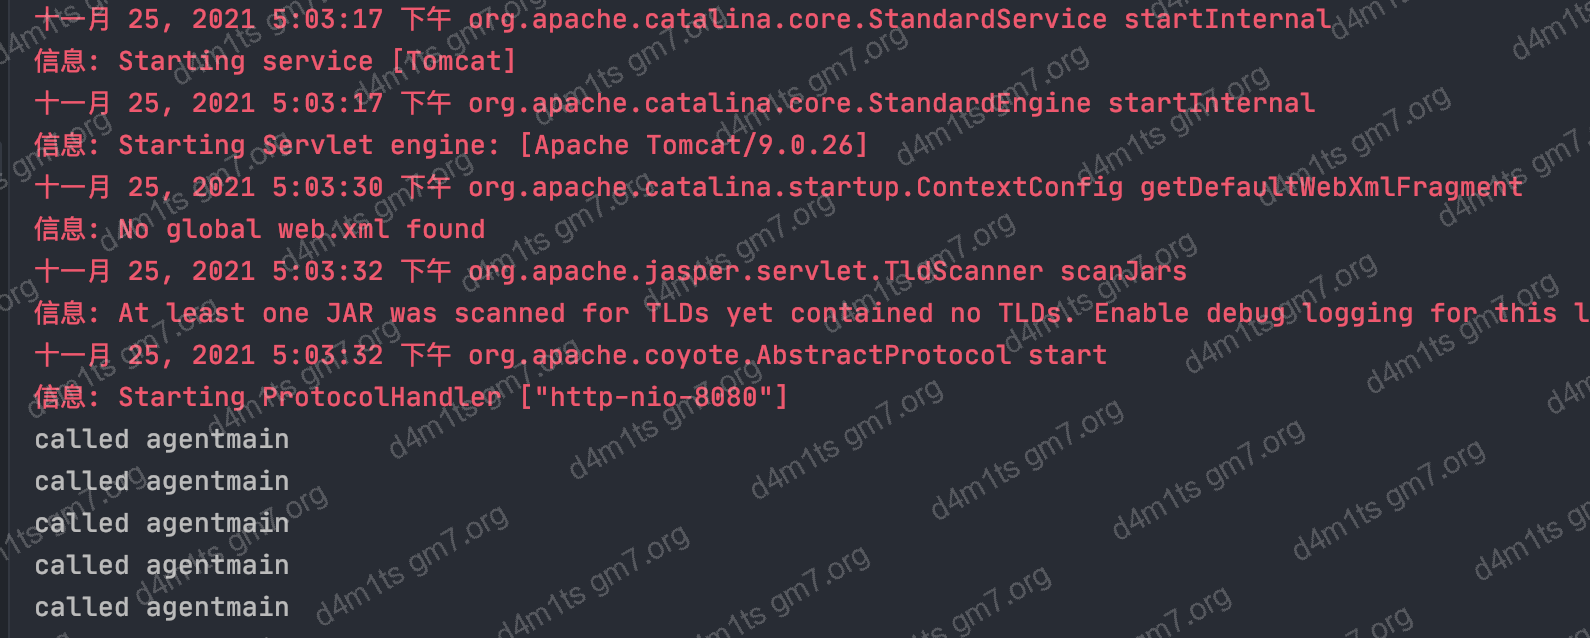 十一月 25, 2021 5:03:17 下午 org.apache.catalina.core.StandardService startInternal
信息: Starting service [Tomcat]
十一月 25, 2021 5:03:17 下午 org.apache.catalina.core.StandardEngine startInternal
信息: Starting Servlet engine: [Apache Tomcat/9.0.26]
十一月 25, 2021 5:03:30 下午 org.apache.catalina.startup.ContextConfig getDefaultWebXmlFragment
信息: No global web.xml found
十一月 25, 2021 5:03:32 下午 org.apache.jasper.servlet.TldScanner scanJars
信息: At least one JAR was scanned for TLDs yet contained no TLDs. Enable debug logging for this l
十一月 25, 2021 5:03:32 下午 org.apache.coyote.AbstractProtocol start
信息: Starting ProtocolHandler ["http-nio-8080"]
called agentmain
called agentmain
called agentmain
called agentmain
called agentmain
d4m1ts gm7.org